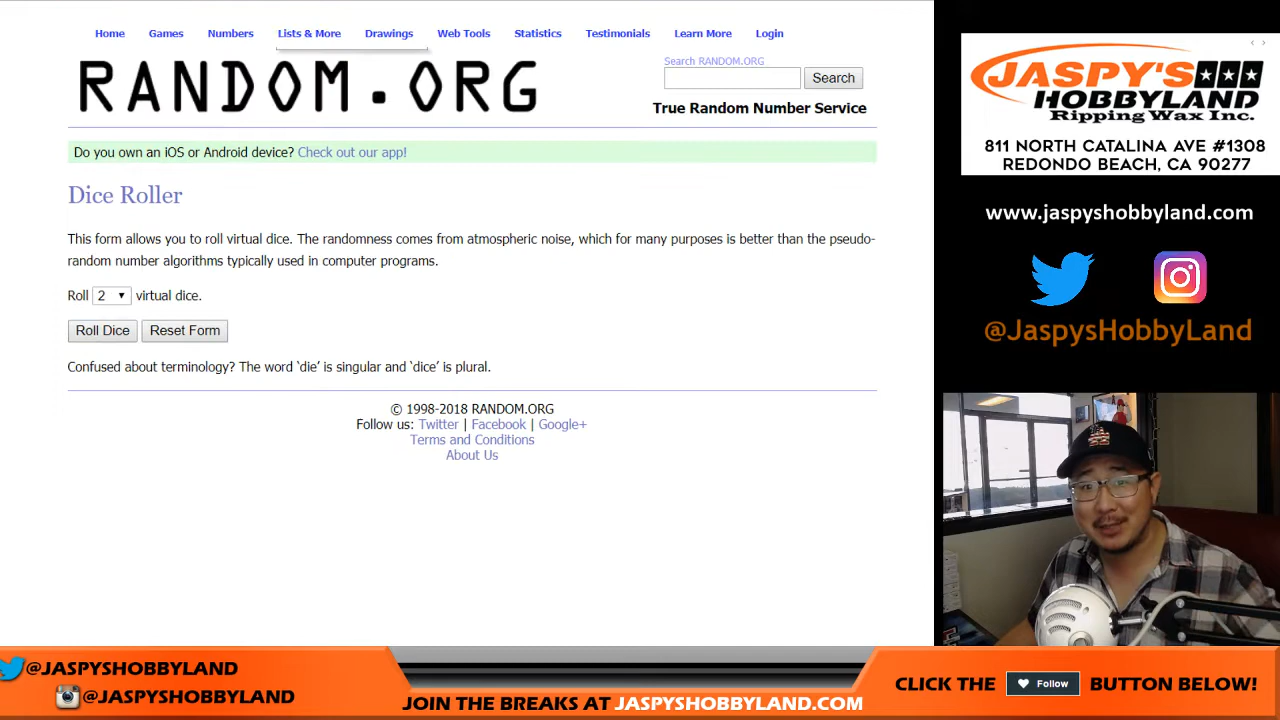 Home Games Numbers Lists & More Drawings Web Tools Statistics Testimonials Learn More Login
RANDOM.ORG
Search RANDOM.ORG
Search
True Random Number Service
Do you own an iOS or Android device? Check out our app!
Dice Roller
This form allows you to roll virtual dice. The randomness comes from atmospheric noise, which for many purposes is better than the pseudo-
random number algorithms typically used in computer programs.
Roll 2 virtual dice.
Roll Dice Reset Form
Confused about terminology? The word ‘die’ is singular and ‘dice’ is plural.
© 1998-2018 RANDOM.ORG
Follow us: Twitter | Facebook | Google+
Terms and Conditions
About Us
JASPY'S
HOBBYLAND
Ripping Wax Inc.
811 NORTH CATALINA AVE #1308
REDONDO BEACH, CA 90277
www.jaspyshobbyland.com
@JaspysHobbyLand
@JASPYSHOBBYLAND
@JASPYSHOBBYLAND
JOIN THE BREAKS AT JASPYSHOBBYLAND.COM
CLICK THE Follow BUTTON BELOW!